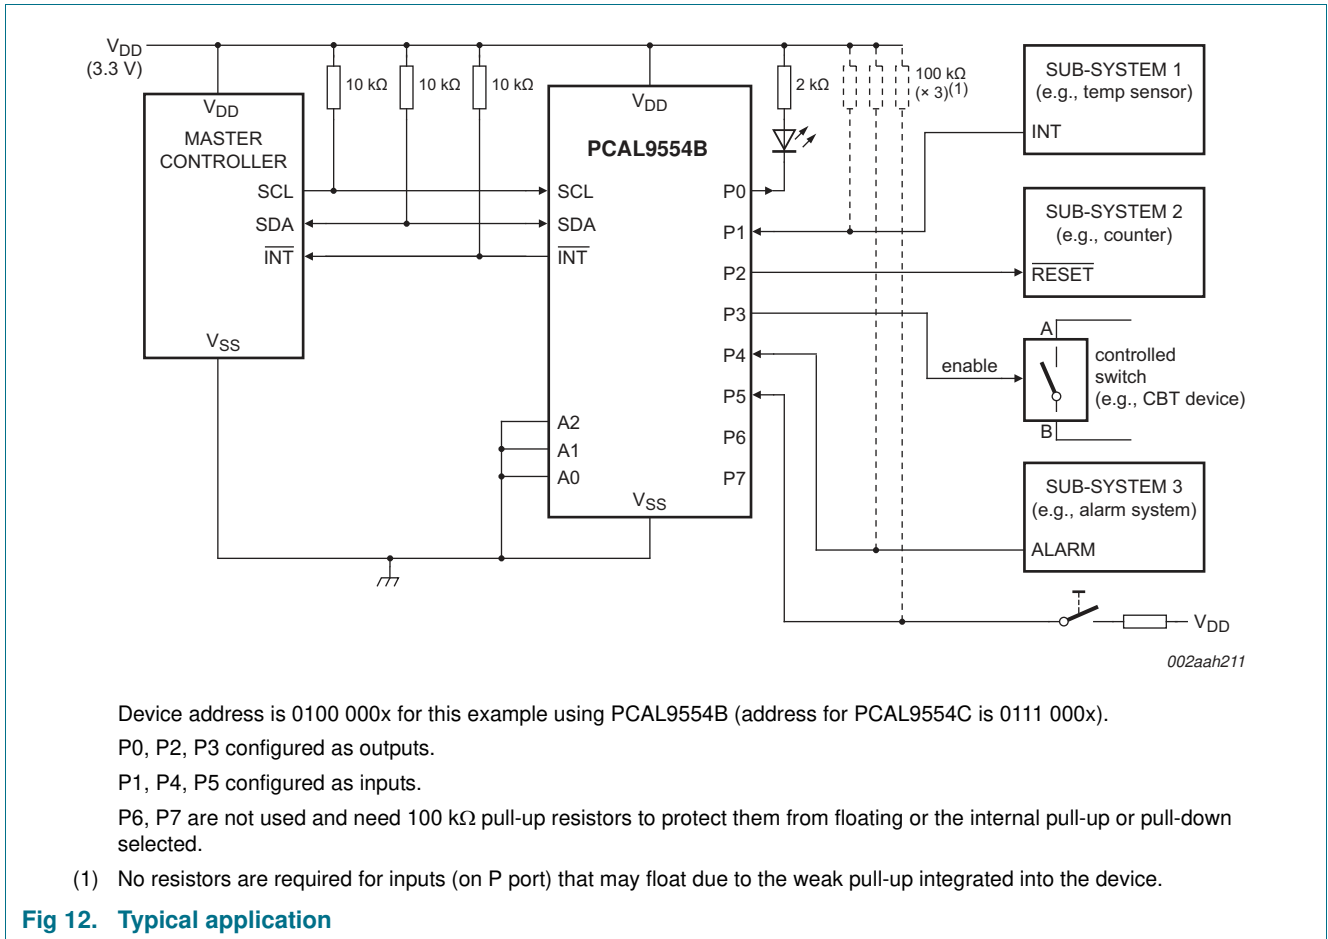 VDD
(3.3 V)
10 kΩ
10 kΩ
10 kΩ
2 kΩ
100 kΩ
(× 3)(1)
VDD
MASTER
CONTROLLER
SCL
SDA
INT
VSS
VDD
PCAL9554B
SCL
SDA
INT
A2
A1
A0
VSS
P0
P1
P2
P3
P4
P5
P6
P7
SUB-SYSTEM 1
(e.g., temp sensor)
INT
SUB-SYSTEM 2
(e.g., counter)
RESET
enable
A
B
controlled
switch
(e.g., CBT device)
SUB-SYSTEM 3
(e.g., alarm system)
ALARM
VDD
002aah211
Device address is 0100 000x for this example using PCAL9554B (address for PCAL9554C is 0111 000x).
P0, P2, P3 configured as outputs.
P1, P4, P5 configured as inputs.
P6, P7 are not used and need 100 kΩ pull-up resistors to protect them from floating or the internal pull-up or pull-down
selected.
(1) No resistors are required for inputs (on P port) that may float due to the weak pull-up integrated into the device.
Fig 12. Typical application